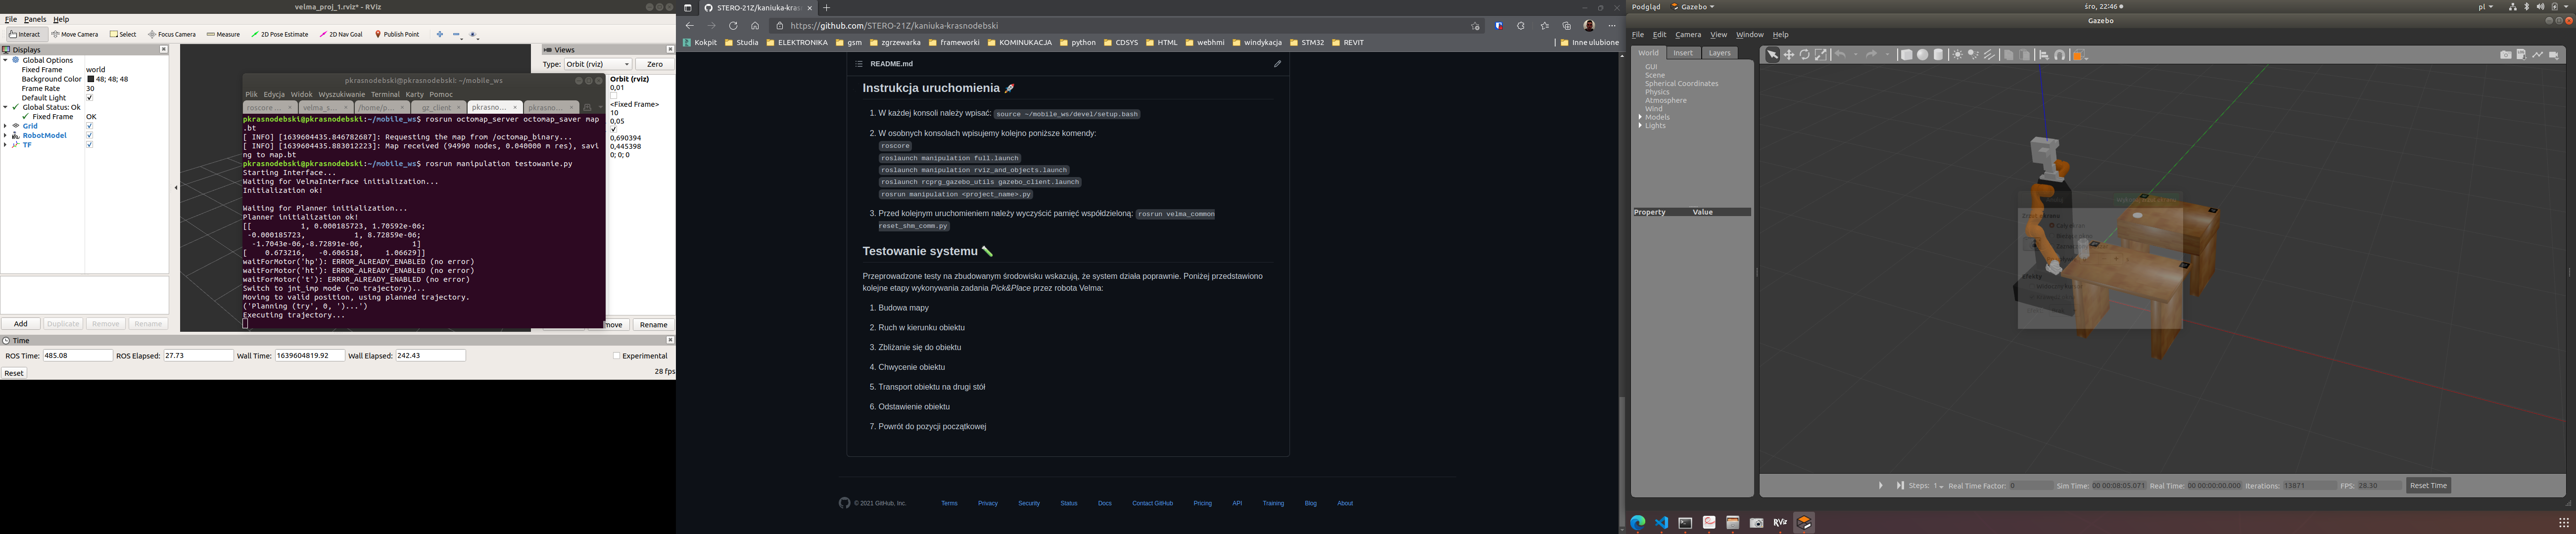 velma_proj_1.rviz* - RViz
File Panels Help
Interact Move Camera Select Focus Camera Measure 2D Pose Estimate 2D Nav Goal Publish Point
Displays
Global Options
Fixed Frame world
Background Color 48; 48; 48
Frame Rate 30
Default Light
Global Status: Ok
Fixed Frame OK
Grid
RobotModel
TF
Add Duplicate Remove Rename
Views
Type: Orbit (rviz) Zero
Orbit (rviz)
0,01
<Fixed Frame>
10
0,05
0,690394
0,445398
0; 0; 0
move Rename
pkrasnodebski@pkrasnodebski: ~/mobile_ws
Plik Edycja Widok Wyszukiwanie Terminal Karty Pomoc
roscore ... velma_s... /home/p... gz_client pkrasno... pkrasno...
pkrasnodebski@pkrasnodebski:~/mobile_ws$ rosrun octomap_server octomap_saver map
.bt
[ INFO] [1639604435.846782687]: Requesting the map from /octomap_binary...
[ INFO] [1639604435.883012223]: Map received (94990 nodes, 0.040000 m res), savi
ng to map.bt
pkrasnodebski@pkrasnodebski:~/mobile_ws$ rosrun manipulation testowanie.py
Starting Interface...
Waiting for VelmaInterface initialization...
Initialization ok!
Waiting for Planner initialization...
Planner initialization ok!
[[ 1, 0.000185723, 1.70592e-06;
-0.000185723, 1, 8.72859e-06;
-1.7043e-06,-8.72891e-06, 1]
[ 0.673216, -0.606518, 1.06629]]
waitForMotor('hp'): ERROR_ALREADY_ENABLED (no error)
waitForMotor('ht'): ERROR_ALREADY_ENABLED (no error)
waitForMotor('t'): ERROR_ALREADY_ENABLED (no error)
Switch to jnt_imp mode (no trajectory)...
Moving to valid position, using planned trajectory.
('Planning (try', 0, ')...')
Executing trajectory...
Time
ROS Time: 485.08 ROS Elapsed: 27.73 Wall Time: 1639604819.92 Wall Elapsed: 242.43 Experimental
Reset 28 fps
STERO-21Z/kaniuka-kras
https://github.com/STERO-21Z/kaniuka-krasnodebski
Kokpit Studia ELEKTRONIKA gsm zgrzewarka frameworki KOMINUKACJA python CDSYS HTML webhmi windykacja STM32 REVIT Inne ulubione
README.md
Instrukcja uruchomienia 🚀
1. W każdej konsoli należy wpisać: source ~/mobile_ws/devel/setup.bash
2. W osobnych konsolach wpisujemy kolejno poniższe komendy:
roscore
roslaunch manipulation full.launch
roslaunch manipulation rviz_and_objects.launch
roslaunch rcprg_gazebo_utils gazebo_client.launch
rosrun manipulation <project_name>.py
3. Przed kolejnym uruchomieniem należy wyczyścić pamięć współdzieloną: rosrun velma_common
reset_shm_comm.py
Testowanie systemu
Przeprowadzone testy na zbudowanym środowisku wskazują, że system działa poprawnie. Poniżej przedstawiono
kolejne etapy wykonywania zadania Pick&Place przez robota Velma:
1. Budowa mapy
2. Ruch w kierunku obiektu
3. Zbliżanie się do obiektu
4. Chwycenie obiektu
5. Transport obiektu na drugi stół
6. Odstawienie obiektu
7. Powrót do pozycji początkowej
© 2021 GitHub, Inc. Terms Privacy Security Status Docs Contact GitHub Pricing API Training Blog About
Podgląd Gazebo śro, 22:46 pl
Gazebo
File Edit Camera View Window Help
World Insert Layers
GUI
Scene
Spherical Coordinates
Physics
Atmosphere
Wind
Models
Lights
Property Value
Steps: 1 Real Time Factor: 0 Sim Time: 00 00:08:05.071 Real Time: 00 00:00:00.000 Iterations: 13871 FPS: 28.30 Reset Time
RViz